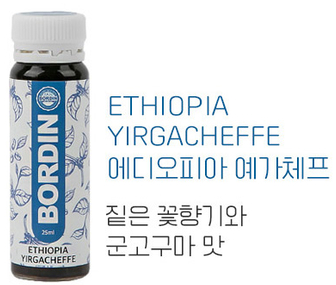 BORDIN
25ml
ETHIOPIA
YIRGACHEFFE
ETHIOPIA
YIRGACHEFFE
에디오피아 예가체프
짙은 꽃향기와
군고구마 맛